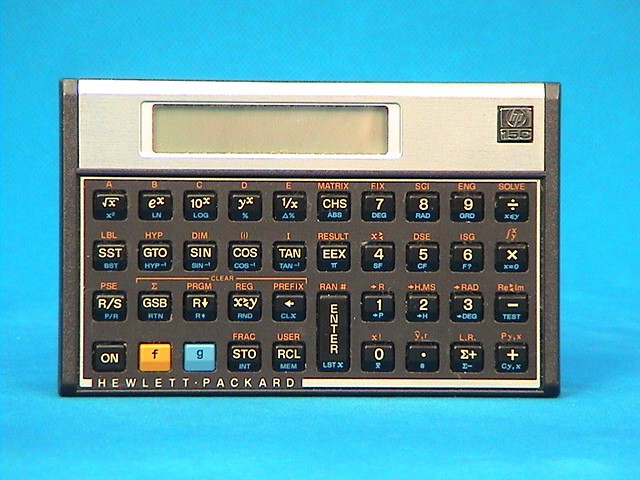 hp
15C
A B C D E MATRIX FIX SCI ENG SOLVE
√x eˣ 10ˣ yˣ 1/x CHS 7 8 9 ÷
x² LN LOG % Δ% ABS DEG RAD GRD x≤y
LBL HYP DIM (i) I RESULT x≷ DSE ISG ∫xy
SST GTO SIN COS TAN EEX 4 5 6 ×
BST HYP⁻¹ SIN⁻¹ COS⁻¹ TAN⁻¹ π SF CF F? x=0
CLEAR
PSE Σ PRGM REG PREFIX RAN # →R →H.MS →RAD Re≷Im
R/S GSB R↓ x≷y ← ENTER 1 2 3 −
P/R RTN R↑ RND CLx →P →H →DEG TEST
FRAC USER x! ŷ,r L.R. Py,x
ON f g STO RCL 0 · Σ+ +
INT MEM LST x x̄ s Σ− Cy,x
HEWLETT·PACKARD